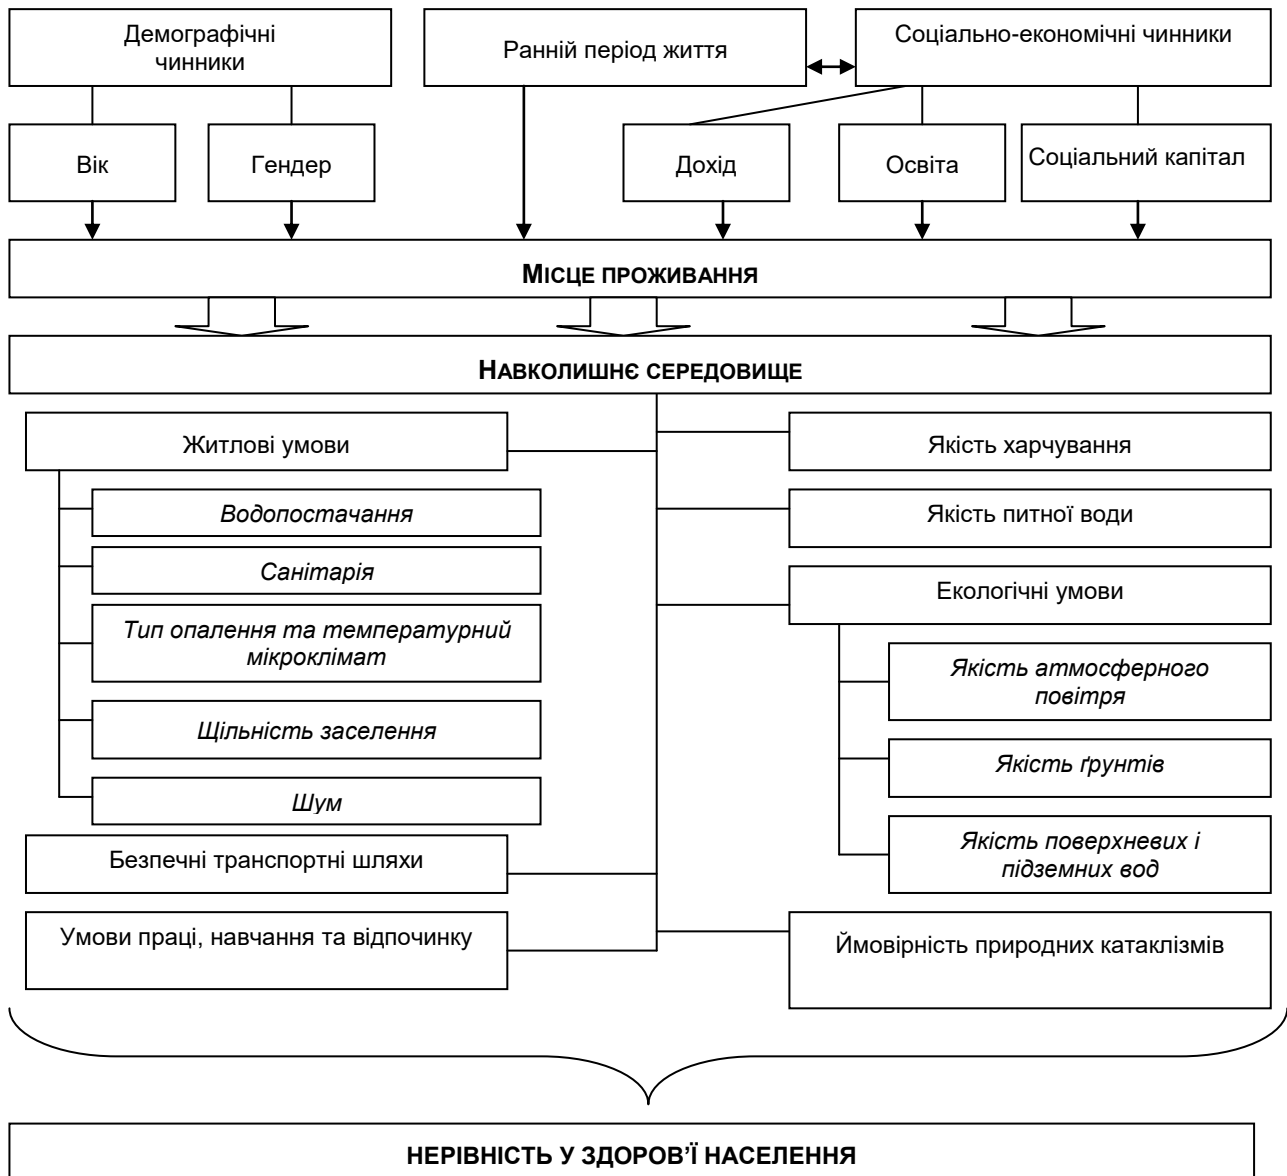 Демографічні
чинники
Ранній період життя
Соціально-економічні чинники
Вік
Гендер
Дохід
Освіта
Соціальний капітал
МІСЦЕ ПРОЖИВАННЯ
НАВКОЛИШНЄ СЕРЕДОВИЩЕ
Житлові умови
Водопостачання
Санітарія
Тип опалення та температурний
мікроклімат
Щільність заселення
Шум
Безпечні транспортні шляхи
Умови праці, навчання та відпочинку
Якість харчування
Якість питної води
Екологічні умови
Якість атмосферного
повітря
Якість ґрунтів
Якість поверхневих і
підземних вод
Ймовірність природних катаклізмів
НЕРІВНІСТЬ У ЗДОРОВ’Ї НАСЕЛЕННЯ